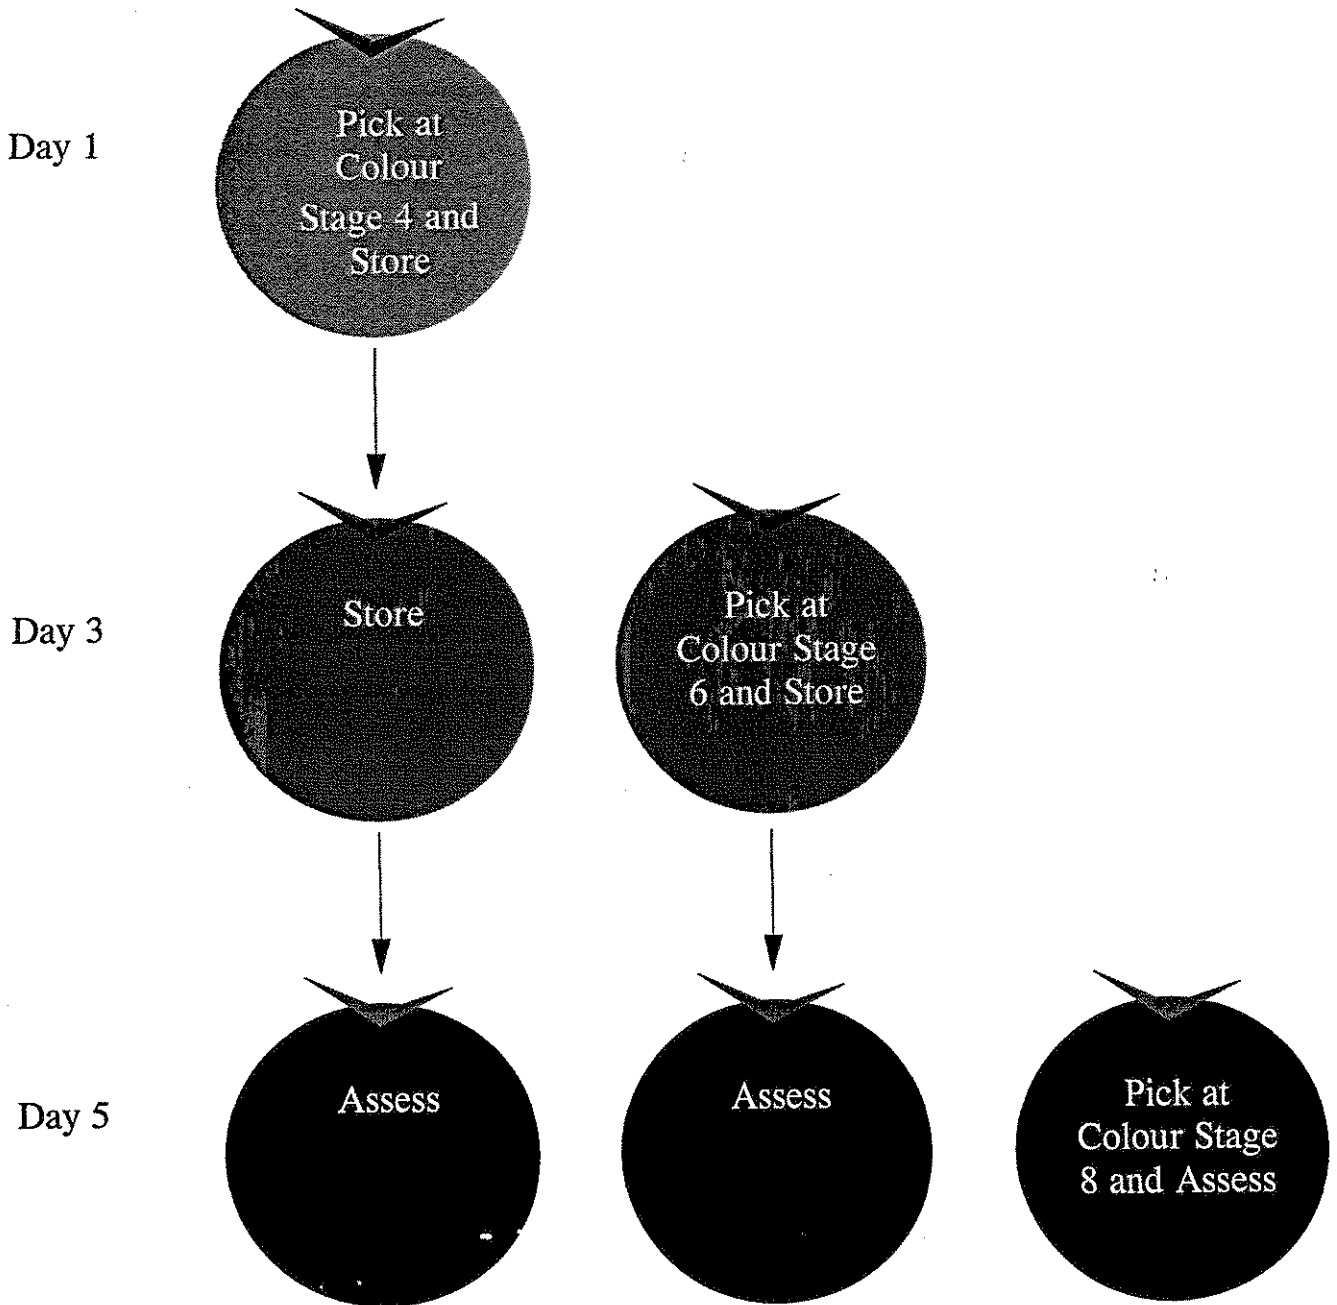 Day 1
Pick at
Colour
Stage 4 and
Store
Day 3
Store
Pick at
Colour Stage
6 and Store
Day 5
Assess
Assess
Pick at
Colour Stage
8 and Assess